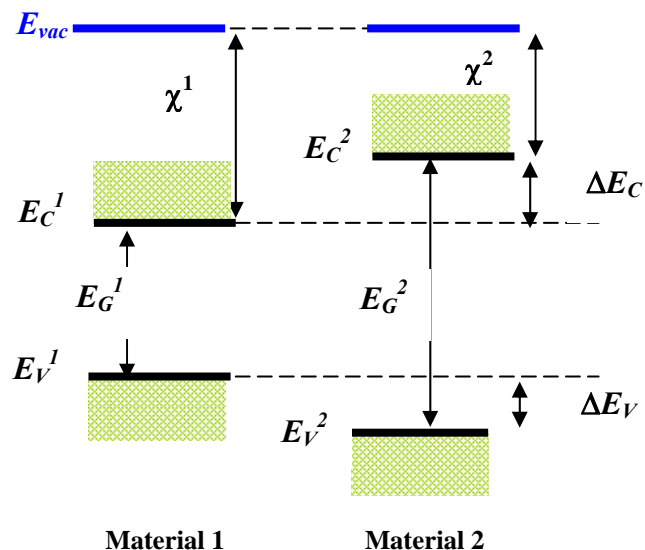 E_vac
χ^1
χ^2
E_C^2
ΔE_C
E_C^1
E_G^1
E_G^2
E_V^1
ΔE_V
E_V^2
Material 1
Material 2